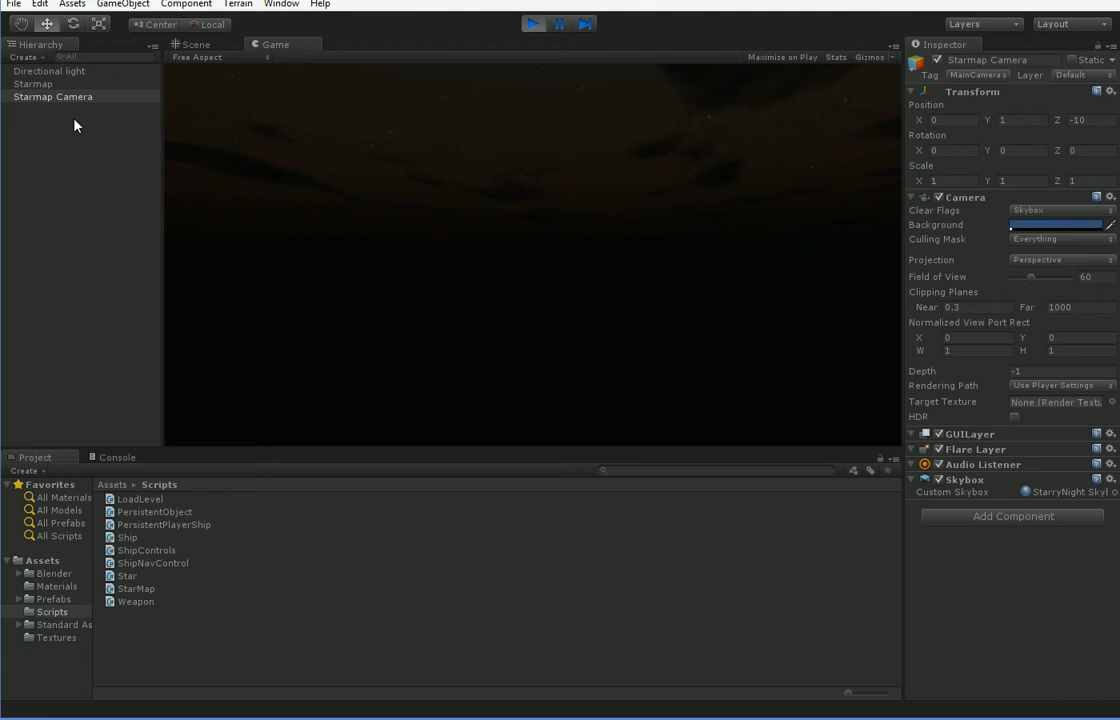 File Edit Assets GameObject Component Terrain Window Help
Center Local Layers Layout
Hierarchy Scene Game Inspector
Create All Free Aspect Maximize on Play Stats Gizmos Starmap Camera Static
Directional light
Starmap
Starmap Camera
Tag MainCamera Layer Default
Transform
Position
X 0 Y 1 Z -10
Rotation
X 0 Y 0 Z 0
Scale
X 1 Y 1 Z 1
Camera
Clear Flags Skybox
Background
Culling Mask Everything
Projection Perspective
Field of View 60
Clipping Planes
Near 0.3 Far 1000
Normalized View Port Rect
X 0 Y 0
W 1 H 1
Depth -1
Rendering Path Use Player Settings
Target Texture None (Render Textu
HDR
GUILayer
Flare Layer
Audio Listener
Skybox
Custom Skybox StarryNight Skyl
Add Component
Project Console
Create
Favorites
All Materials
All Models
All Prefabs
All Scripts
Assets
Blender
Materials
Prefabs
Scripts
Standard As
Textures
Assets Scripts
LoadLevel
PersistentObject
PersistentPlayerShip
Ship
ShipControls
ShipNavControl
Star
StarMap
Weapon